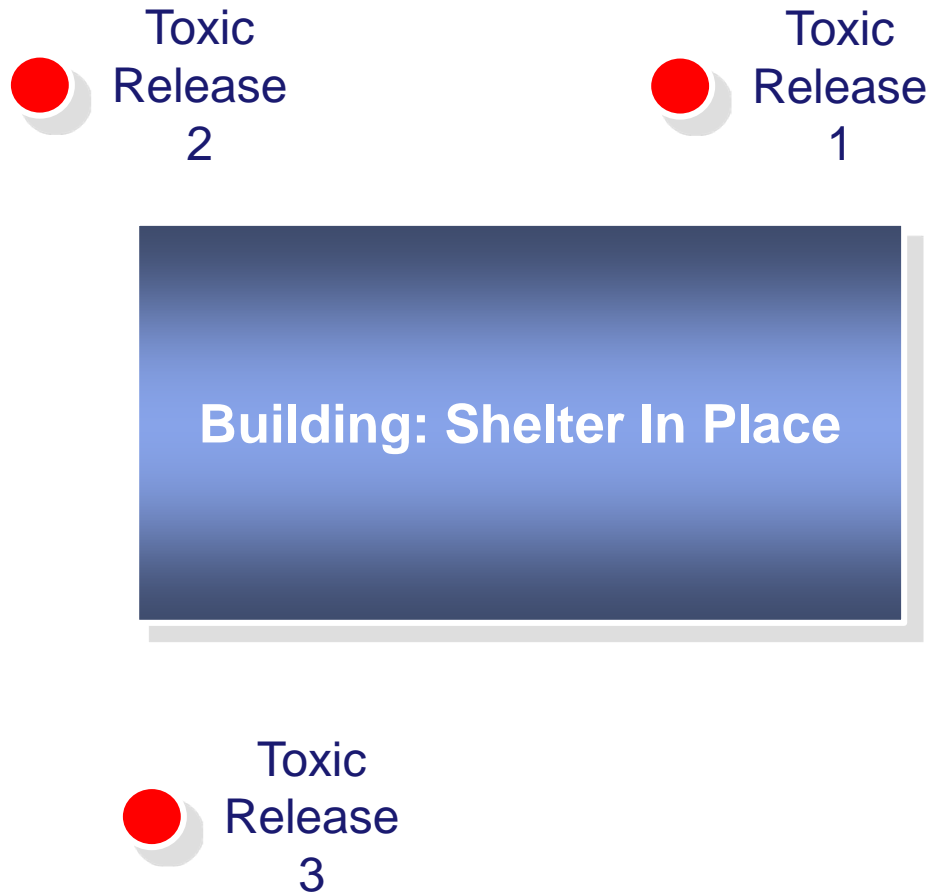 Toxic
Release
2
Toxic
Release
1
Building: Shelter In Place
Toxic
Release
3